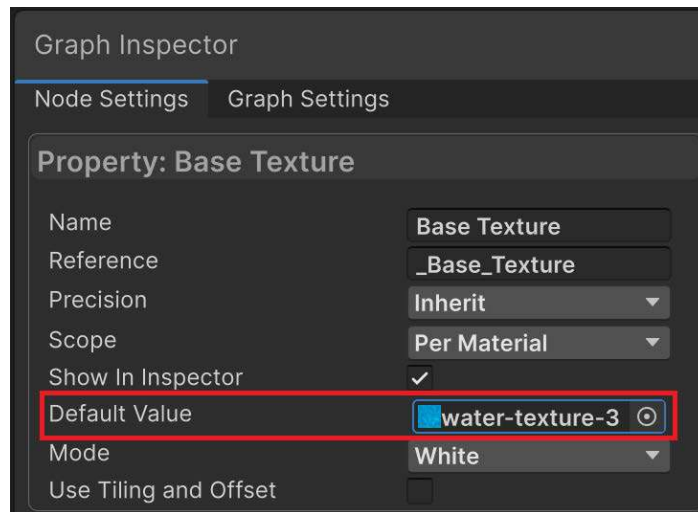 Graph Inspector
Node Settings Graph Settings
Property: Base Texture
Name Base Texture
Reference _Base_Texture
Precision Inherit
Scope Per Material
Show In Inspector
Default Value water-texture-3
Mode White
Use Tiling and Offset